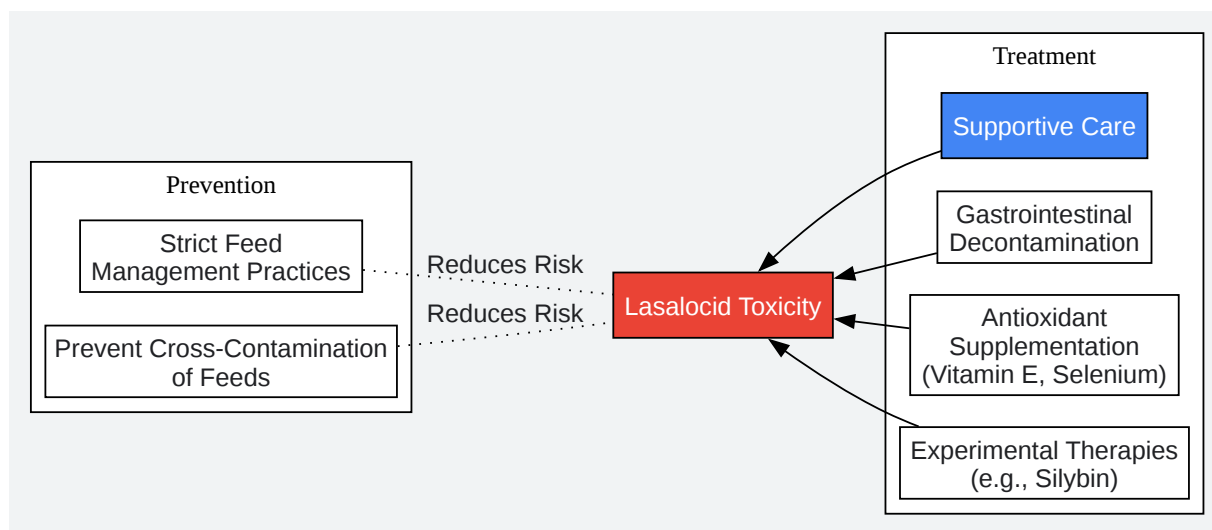 Prevention
Strict Feed
Management Practices
Prevent Cross-Contamination
of Feeds
Reduces Risk
Reduces Risk
Lasalocid Toxicity
Treatment
Supportive Care
Gastrointestinal
Decontamination
Antioxidant
Supplementation
(Vitamin E, Selenium)
Experimental Therapies
(e.g., Silybin)